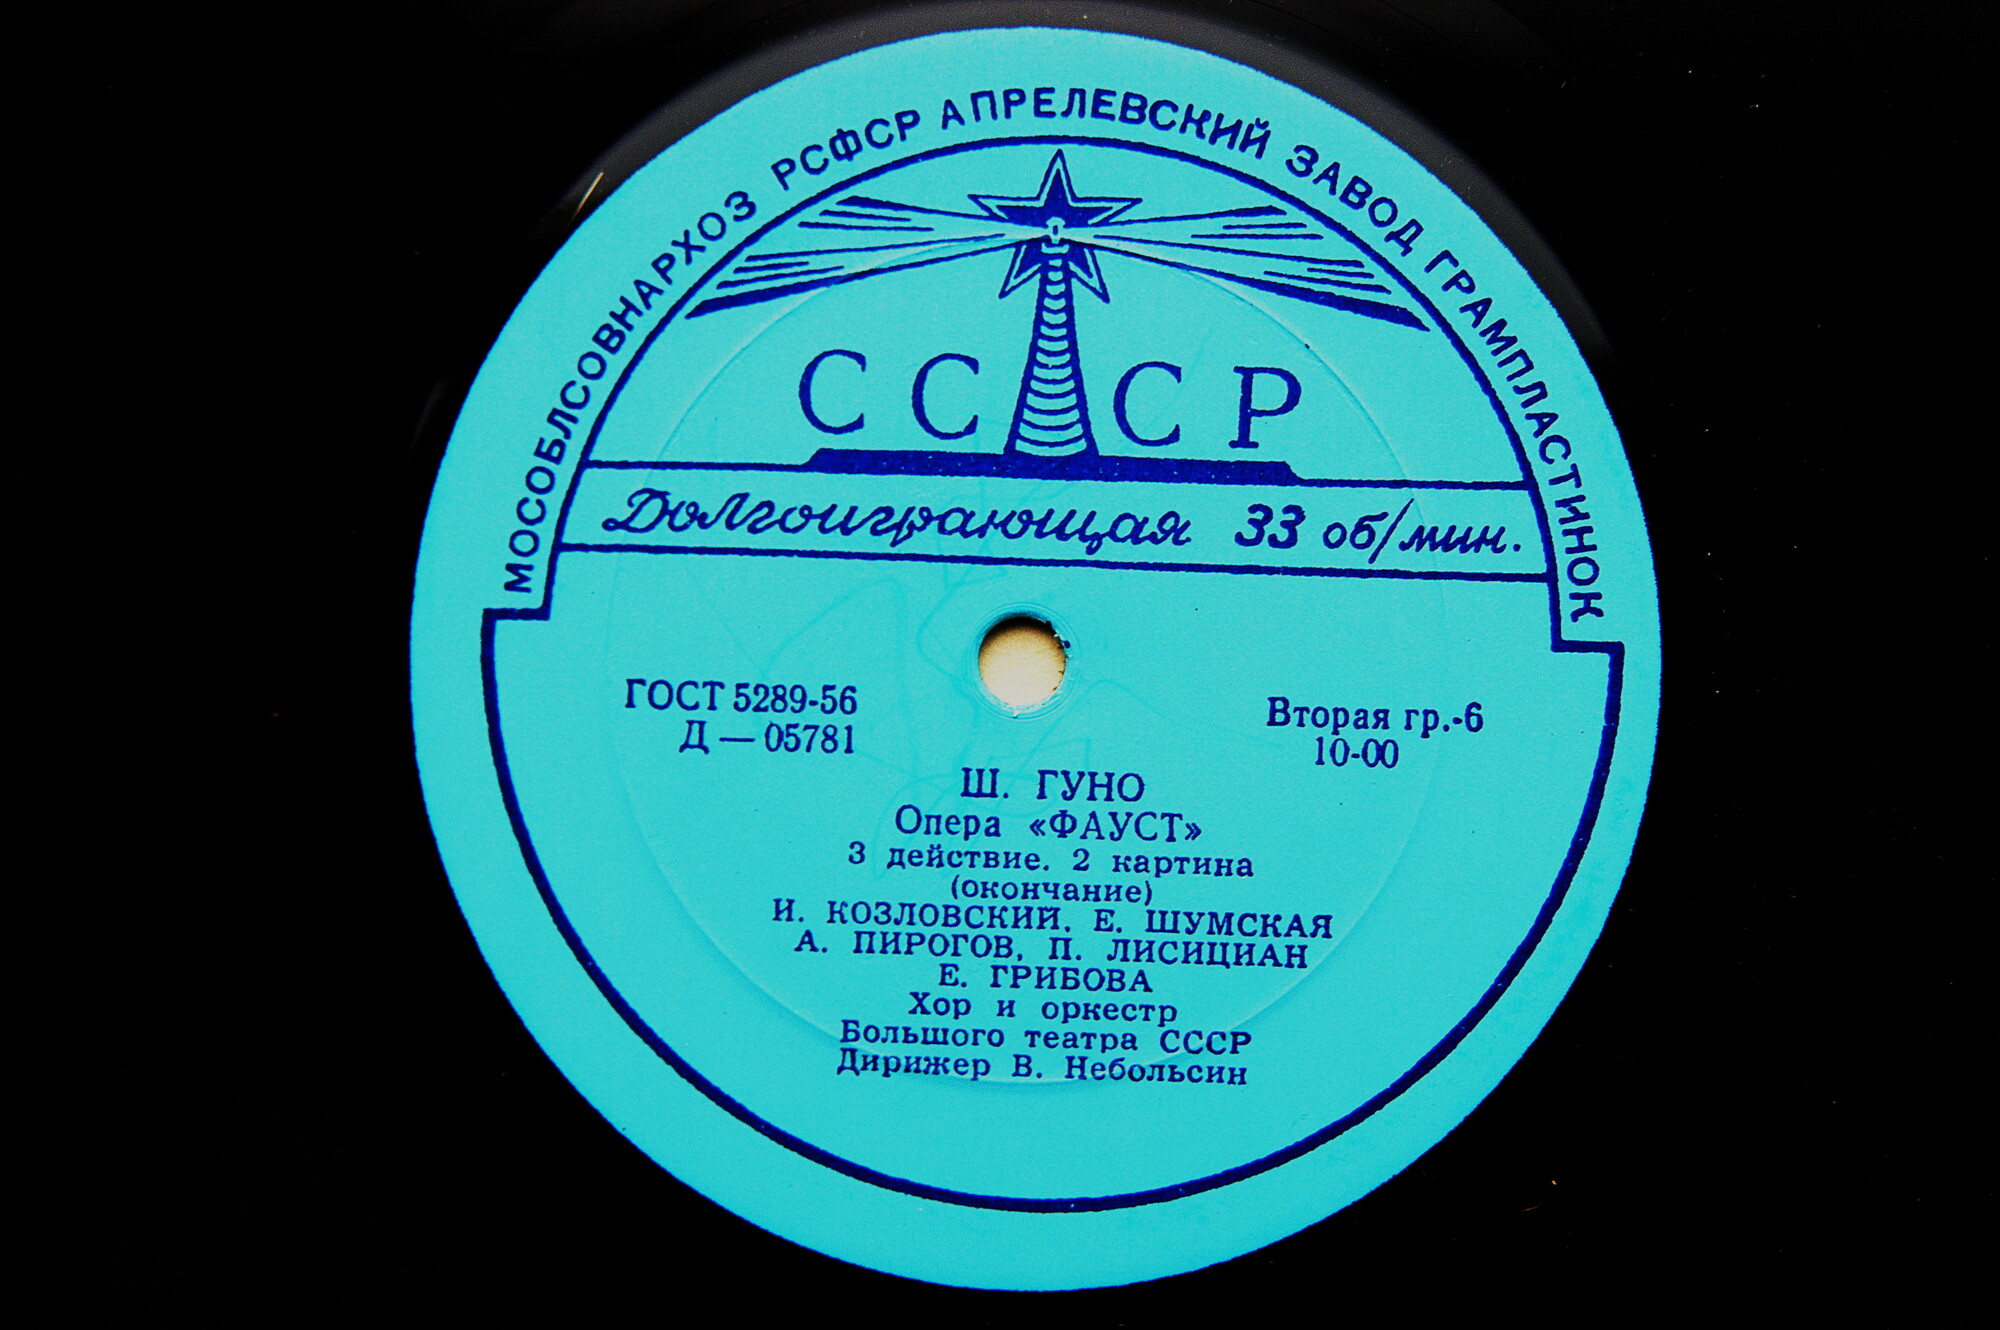 МОСОБЛСОВНАРХОЗ РСФСР АПРЕЛЕВСКИЙ ЗАВОД ГРАМПЛАСТИНОК
СССР
Долгоиграющая 33 об/мин.
ГОСТ 5289-56
Д — 05781
Вторая гр.-6
10-00
Ш. ГУНО
Опера «ФАУСТ»
3 действие. 2 картина
(окончание)
И. КОЗЛОВСКИЙ, Е. ШУМСКАЯ
А. ПИРОГОВ, П. ЛИСИЦИАН
Е. ГРИБОВА
Хор и оркестр
Большого театра СССР
Дирижер В. Небольсин